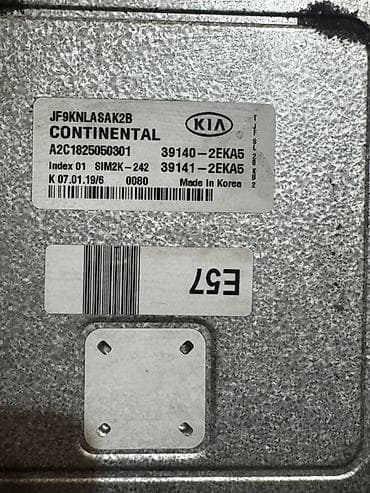 JF9KNLASAK2B
CONTINENTAL
KIA
A2C1825050301 39140-2EKA5
Index 01 SIM2K-242 39141-2EKA5
K 07.01.19/6 0080 Made in Korea
E57